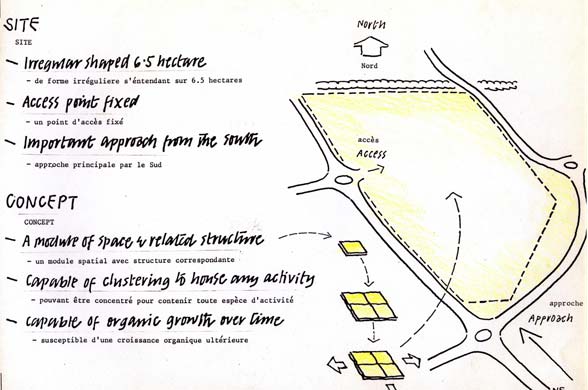 SITE
SITE
– Irregular shaped 6.5 hectare
– de forme irrégulière s'étendant sur 6.5 hectares
– Access point fixed
– un point d'accès fixé
– Important approach from the south
– approche principale par le Sud
CONCEPT
CONCEPT
– A module of space & related structure
– un module spatial avec structure correspondante
– Capable of clustering to house any activity
– pouvant être concentré pour contenir toute espèce d'activité
– capable of organic growth over time
– susceptible d'une croissance organique ultérieure
North
Nord
accès
Access
approche
Approach